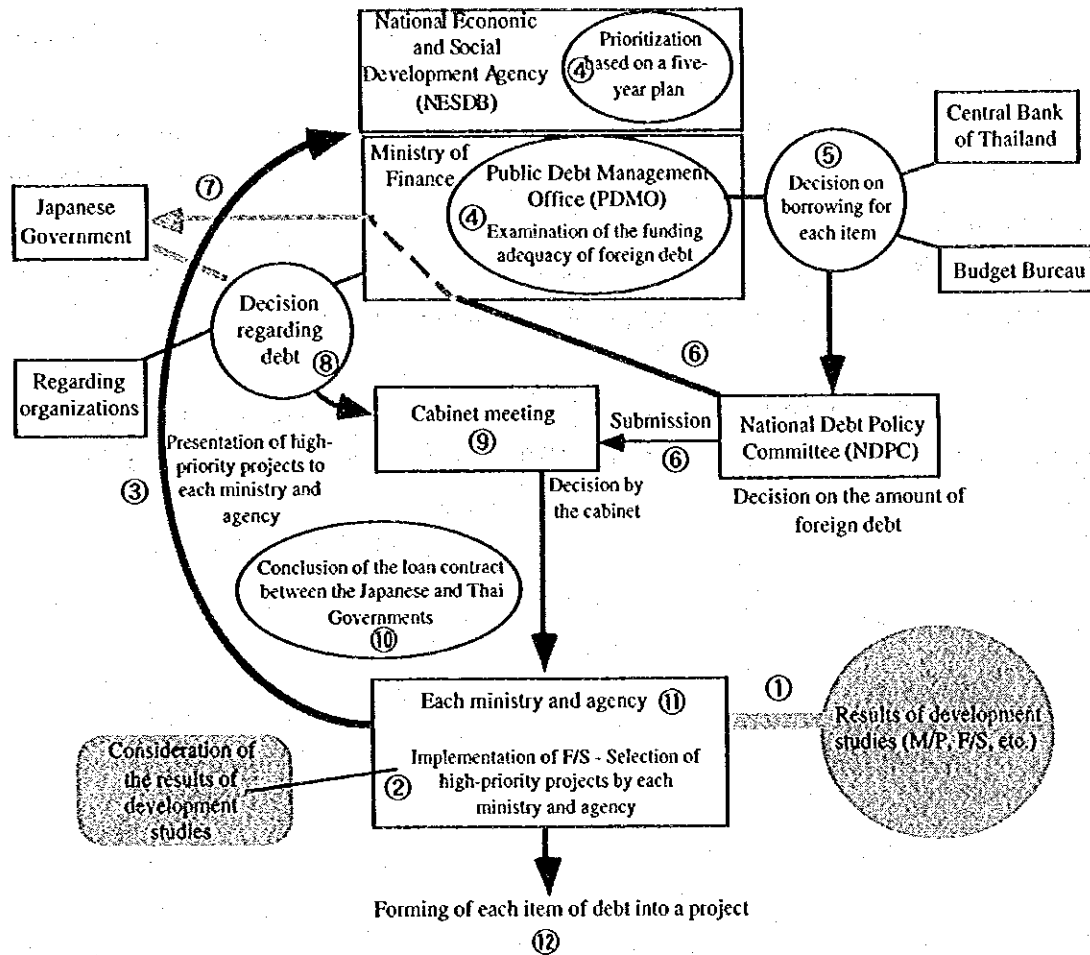 National Economic
and Social
Development Agency
(NESDB)
Prioritization
④ based on a five-
year plan
Central Bank
of Thailand
Ministry of
Finance
Public Debt Management
Office (PDMO)
④ Examination of the funding
adequacy of foreign debt
⑤
Decision on
borrowing for
each item
Budget Bureau
⑦
Japanese
Government
Decision
regarding
debt
⑧
Regarding
organizations
⑥
Cabinet meeting
⑨
Submission
⑥
National Debt Policy
Committee (NDPC)
Decision on the amount of
foreign debt
Presentation of high-
priority projects to
each ministry and
agency
③
Decision by
the cabinet
Conclusion of the loan contract
between the Japanese and Thai
Governments
⑩
Each ministry and agency ⑪
Implementation of F/S - Selection of
② high-priority projects by each
ministry and agency
①
Results of development
studies (M/P, F/S, etc.)
Consideration of
the results of
development
studies
Forming of each item of debt into a project
⑫